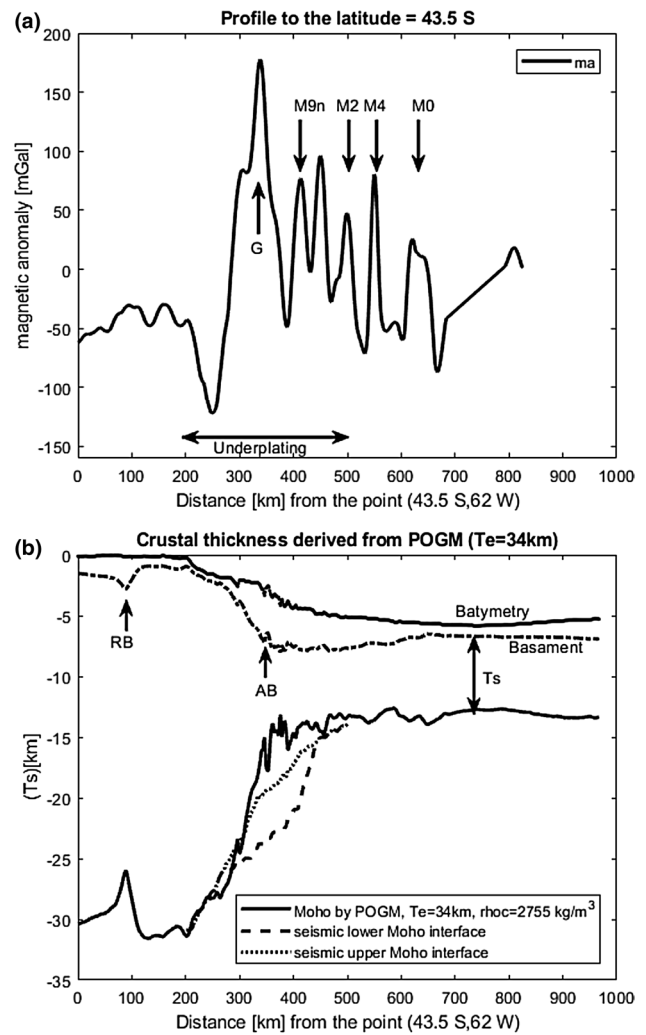 (a)
Profile to the latitude = 43.5 S
magnetic anomaly [mGal]
200
150
100
50
0
-50
-100
-150
ma
M9n
M2
M4
M0
G
Underplating
0 100 200 300 400 500 600 700 800 900 1000
Distance [km] from the point (43.5 S,62 W)
(b)
Crustal thickness derived from POGM (Te=34km)
(Ts)[km]
0
-5
-10
-15
-20
-25
-30
-35
Batymetry
Basament
RB
AB
Ts
Moho by POGM, Te=34km, rhoc=2755 kg/m³
seismic lower Moho interface
seismic upper Moho interface
0 100 200 300 400 500 600 700 800 900 1000
Distance [km] from the point (43.5 S,62 W)